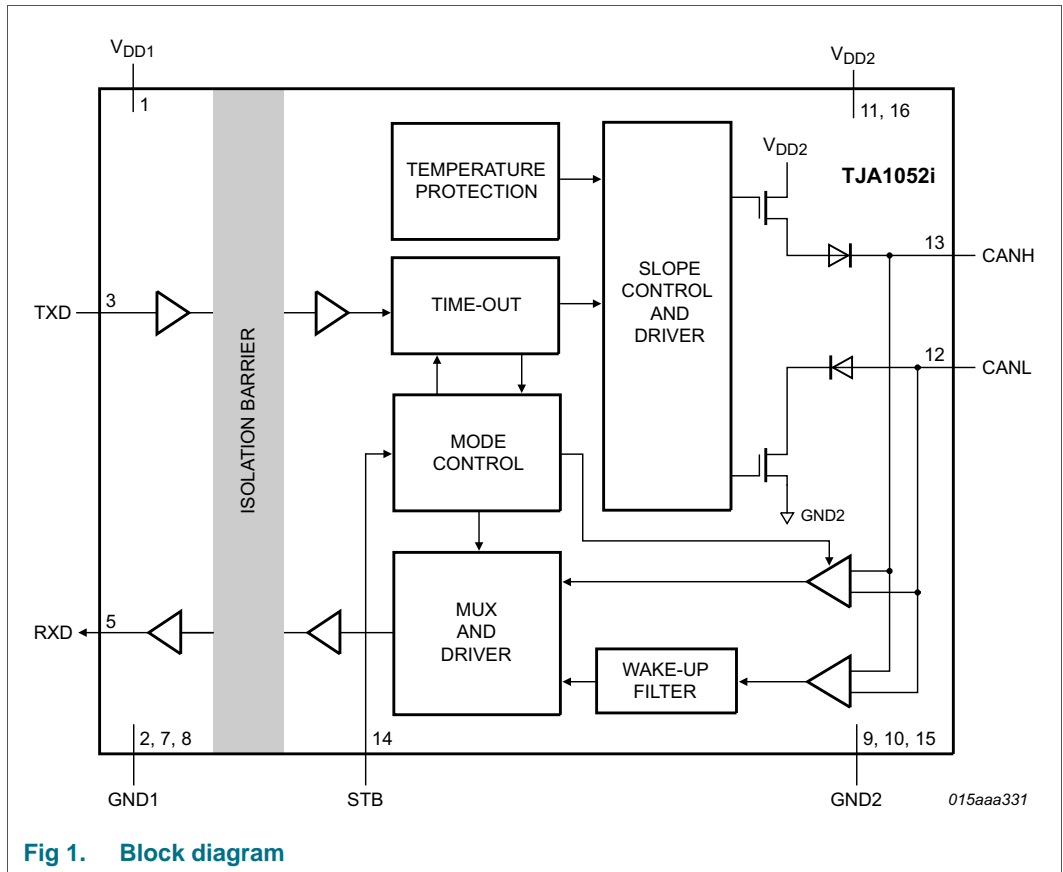 VDD1
1
VDD2
11, 16
TEMPERATURE
PROTECTION
VDD2
TJA1052i
SLOPE
CONTROL
AND
DRIVER
13
CANH
TXD
3
TIME-OUT
ISOLATION BARRIER
12
CANL
MODE
CONTROL
GND2
MUX
AND
DRIVER
RXD
5
WAKE-UP
FILTER
2, 7, 8
14
9, 10, 15
GND1
STB
GND2
015aaa331
Fig 1. Block diagram